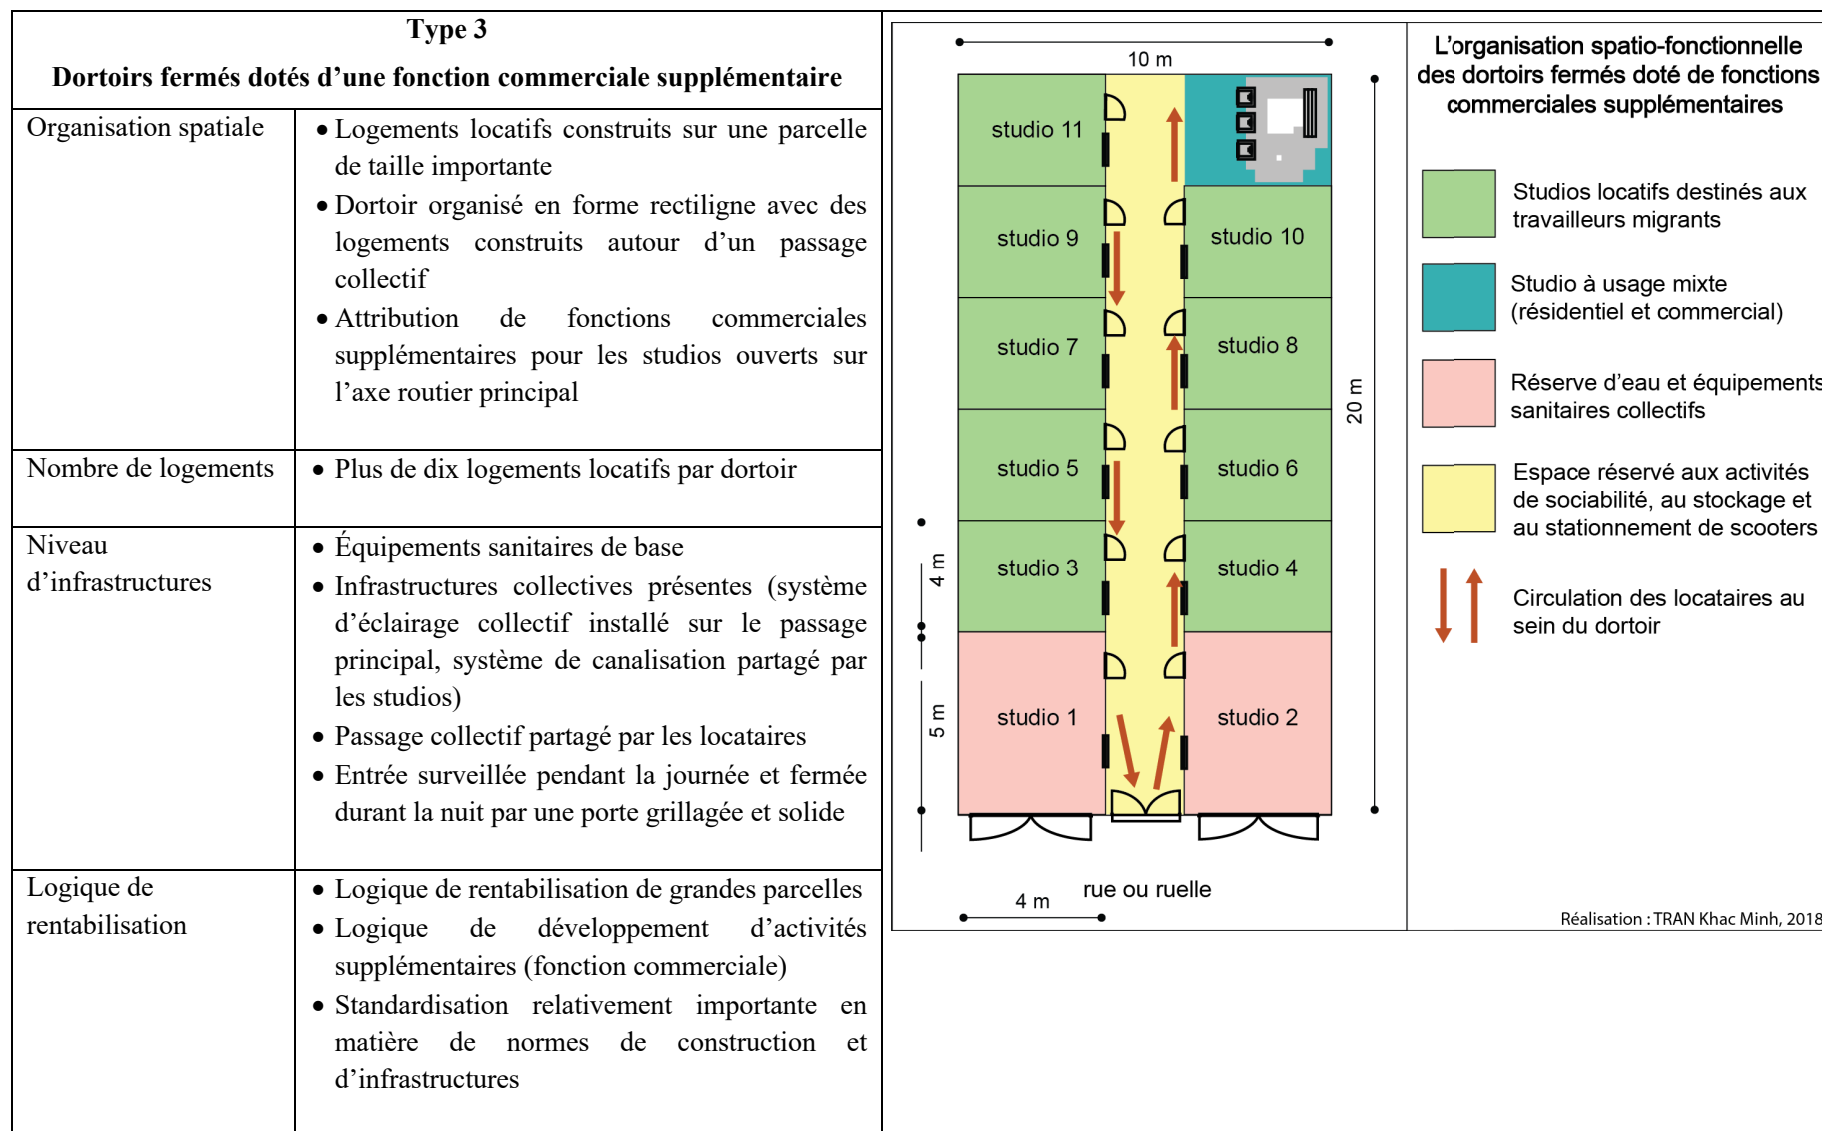 Type 3
Dortoirs fermés dotés d’une fonction commerciale supplémentaire
Organisation spatiale
• Logements locatifs construits sur une parcelle
de taille importante
• Dortoir organisé en forme rectiligne avec des
logements construits autour d’un passage
collectif
• Attribution de fonctions commerciales
supplémentaires pour les studios ouverts sur
l’axe routier principal
Nombre de logements
• Plus de dix logements locatifs par dortoir
Niveau
d’infrastructures
• Équipements sanitaires de base
• Infrastructures collectives présentes (système
d’éclairage collectif installé sur le passage
principal, système de canalisation partagé par
les studios)
• Passage collectif partagé par les locataires
• Entrée surveillée pendant la journée et fermée
durant la nuit par une porte grillagée et solide
Logique de
rentabilisation
• Logique de rentabilisation de grandes parcelles
• Logique de développement d’activités
supplémentaires (fonction commerciale)
• Standardisation relativement importante en
matière de normes de construction et
d’infrastructures
10 m
studio 11
studio 9
studio 10
studio 7
studio 8
studio 5
studio 6
studio 3
studio 4
studio 1
studio 2
20 m
4 m
5 m
rue ou ruelle
4 m
L'organisation spatio-fonctionnelle
des dortoirs fermés doté de fonctions
commerciales supplémentaires
Studios locatifs destinés aux
travailleurs migrants
Studio à usage mixte
(résidentiel et commercial)
Réserve d'eau et équipements
sanitaires collectifs
Espace réservé aux activités
de sociabilité, au stockage et
au stationnement de scooters
Circulation des locataires au
sein du dortoir
Réalisation : TRAN Khac Minh, 2018